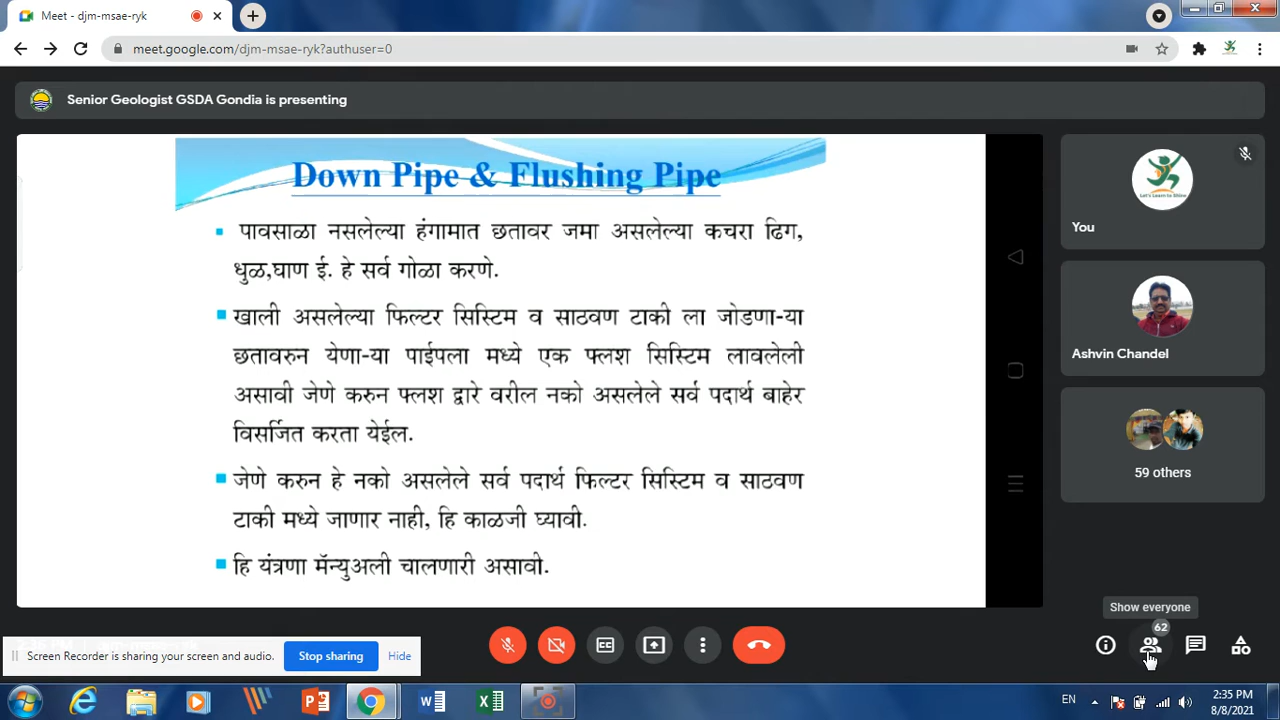 Meet - djm-msae-ryk
meet.google.com/djm-msae-ryk?authuser=0
Senior Geologist GSDA Gondia is presenting
Down Pipe & Flushing Pipe
पावसाळा नसलेल्या हंगामात छतावर जमा असलेल्या कचरा ढिग,
धुळ,घाण ई. हे सर्व गोळा करणे.
खाली असलेल्या फिल्टर सिस्टिम व साठवण टाकी ला जोडणा-या
छतावरुन येणा-या पाईपला मध्ये एक फ्लश सिस्टिम लावलेली
असावी जेणे करुन फ्लश द्वारे वरील नको असलेले सर्व पदार्थ बाहेर
विसर्जित करता येईल.
जेणे करुन हे नको असलेले सर्व पदार्थ फिल्टर सिस्टिम व साठवण
टाकी मध्ये जाणार नाही, हि काळजी घ्यावी.
हि यंत्रणा मॅन्युअली चालणारी असावी.
Let's Learn to Shine
You
Ashvin Chandel
59 others
Show everyone
62
Screen Recorder is sharing your screen and audio.
Stop sharing
Hide
EN
2:35 PM
8/8/2021